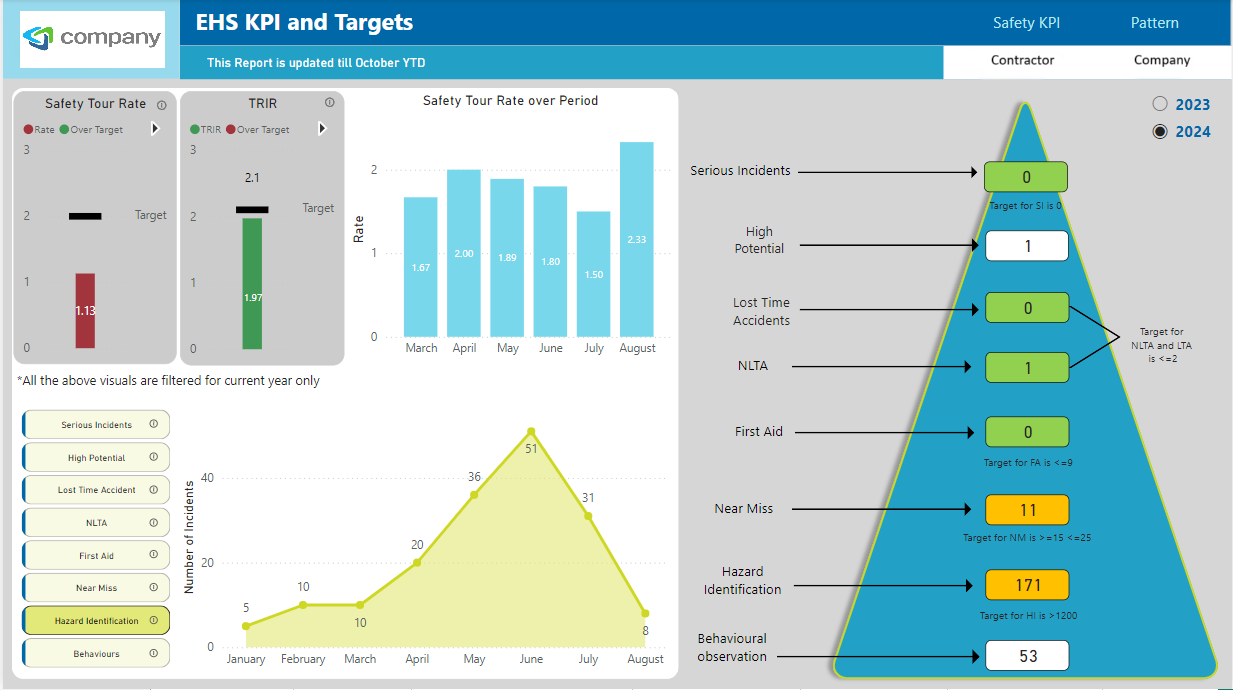 company
EHS KPI and Targets
Safety KPI
Pattern
This Report is updated till October YTD
Contractor
Company
Safety Tour Rate
Rate
Over Target
3
2
1
0
Target
1.13
TRIR
TRIR
Over Target
3
2
1
0
2.1
Target
1.97
Safety Tour Rate over Period
Rate
2
1
0
1.67
2.00
1.89
1.80
1.50
2.33
March
April
May
June
July
August
*All the above visuals are filtered for current year only
Serious Incidents
High Potential
Lost Time Accident
NLTA
First Aid
Near Miss
Hazard Identification
Behaviours
Number of Incidents
40
20
0
5
10
10
20
36
51
31
8
January
February
March
April
May
June
July
August
2023
2024
Serious Incidents
0
Target for SI is 0
High
Potential
1
Lost Time
Accidents
0
NLTA
1
Target for
NLTA and LTA
is <=2
First Aid
0
Target for FA is <=9
Near Miss
11
Target for NM is >=15 <=25
Hazard
Identification
171
Target for HI is >1200
Behavioural
observation
53